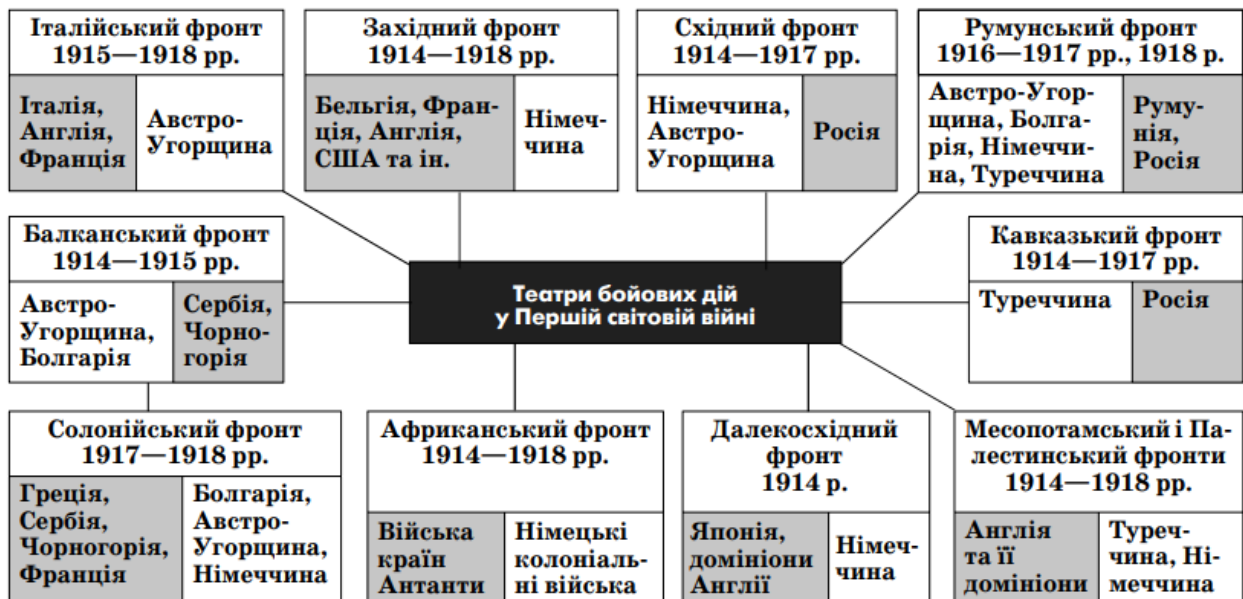 Італійський фронт
1915—1918 рр.
Італія,
Англія,
Франція
Австро-
Угорщина
Західний фронт
1914—1918 рр.
Бельгія, Фран-
ція, Англія,
США та ін.
Німеч-
чина
Східний фронт
1914—1917 рр.
Німеччина,
Австро-
Угорщина
Росія
Румунський фронт
1916—1917 рр., 1918 р.
Австро-Угор-
щина, Болга-
рія, Німеччи-
на, Туреччина
Руму-
нія,
Росія
Балканський фронт
1914—1915 рр.
Австро-
Угорщина,
Болгарія
Сербія,
Чорно-
горія
Театри бойових дій
у Першій світовій війні
Кавказький фронт
1914—1917 рр.
Туреччина
Росія
Солонійський фронт
1917—1918 рр.
Греція,
Сербія,
Чорногорія,
Франція
Болгарія,
Австро-
Угорщина,
Німеччина
Африканський фронт
1914—1918 рр.
Війська
країн
Антанти
Німецькі
колоніаль-
ні війська
Далекосхідний
фронт
1914 р.
Японія,
домініони
Англії
Німеч-
чина
Месопотамський і Па-
лестинський фронти
1914—1918 рр.
Англія
та її
домініони
Туреч-
чина, Ні-
меччина